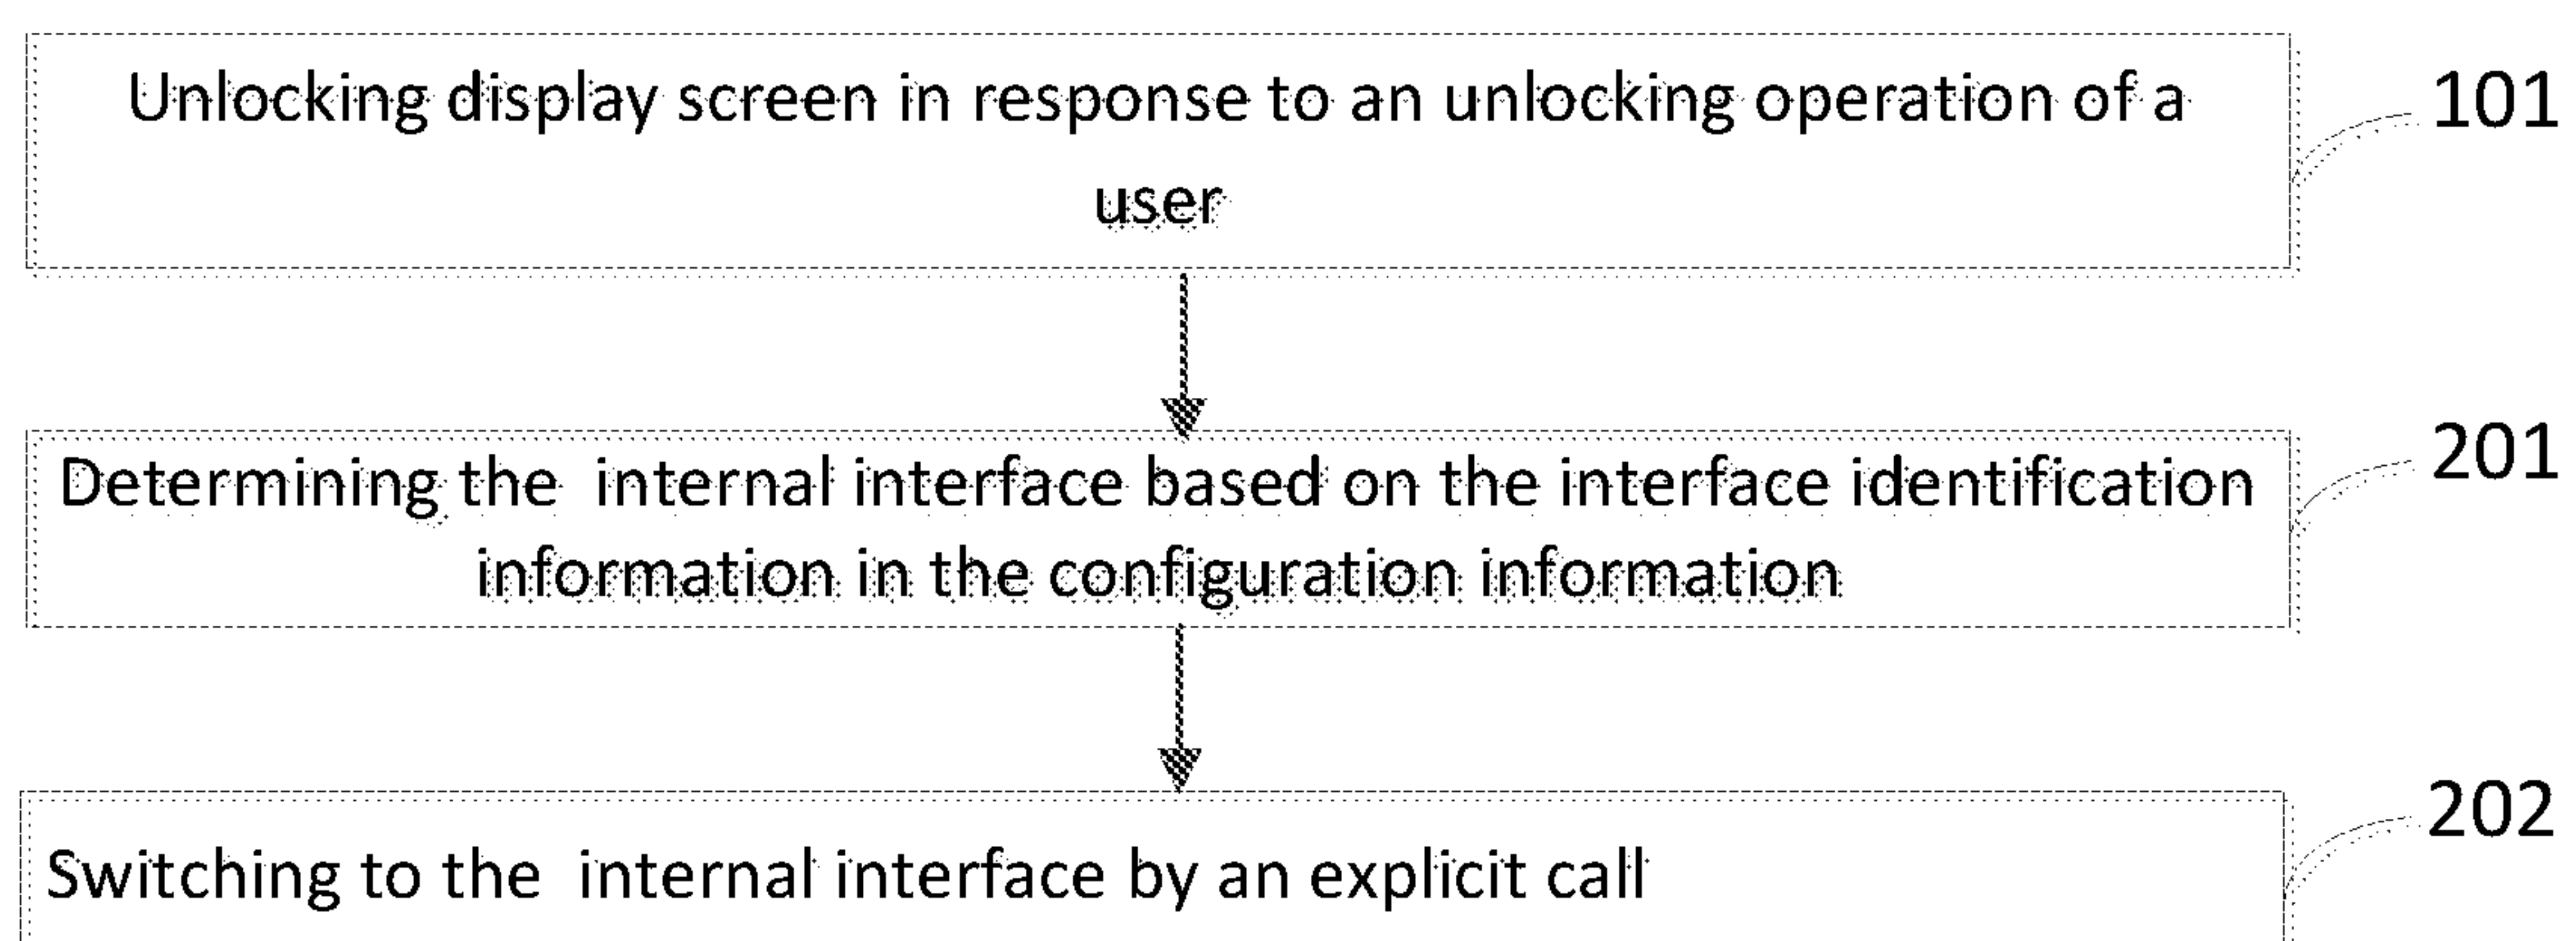 Unlocking display screen in response to an unlocking operation of a
user
101
Determining the internal interface based on the interface identification
information in the configuration information
201
Switching to the internal interface by an explicit call
202